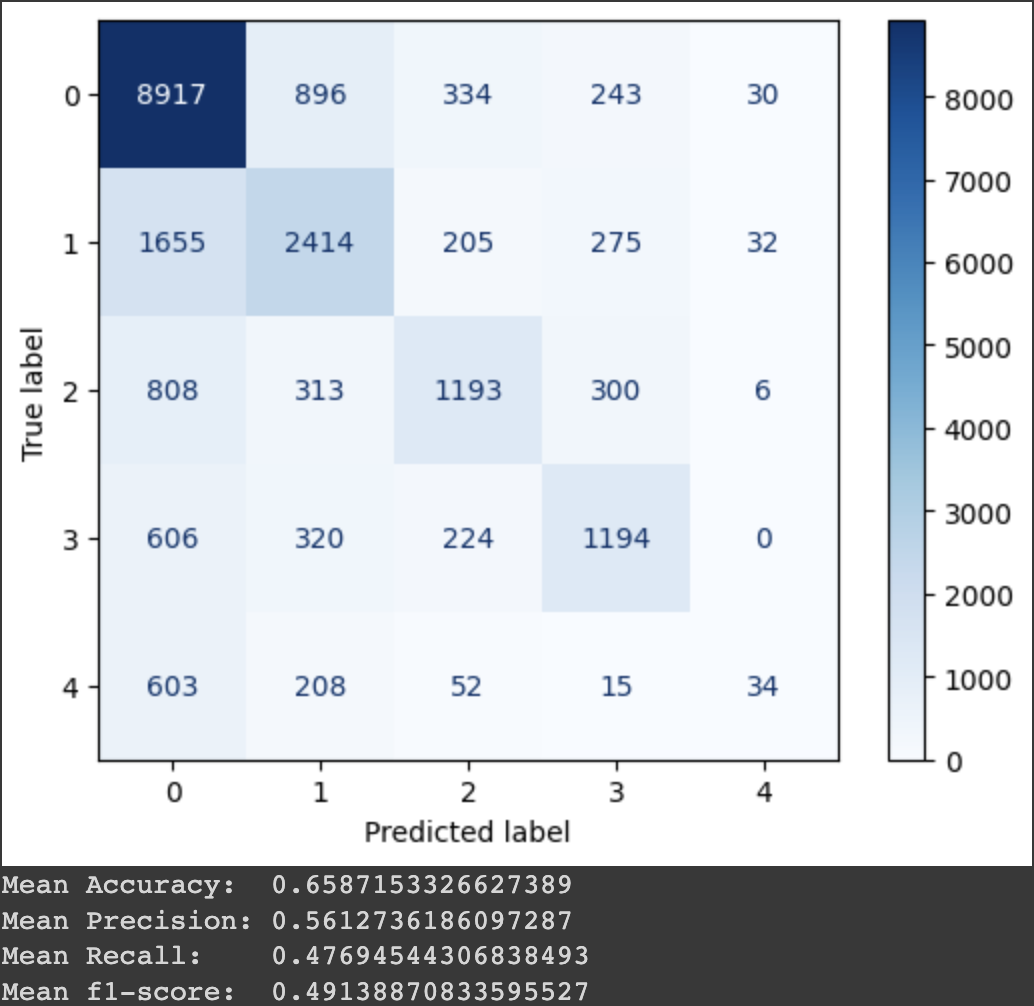 0 8917 896 334 243 30
1 1655 2414 205 275 32
2 808 313 1193 300 6
3 606 320 224 1194 0
4 603 208 52 15 34
0 1 2 3 4
True label
Predicted label
8000
7000
6000
5000
4000
3000
2000
1000
0
Mean Accuracy: 0.6587153326627389
Mean Precision: 0.5612736186097287
Mean Recall: 0.47694544306838493
Mean f1-score: 0.49138870833595527